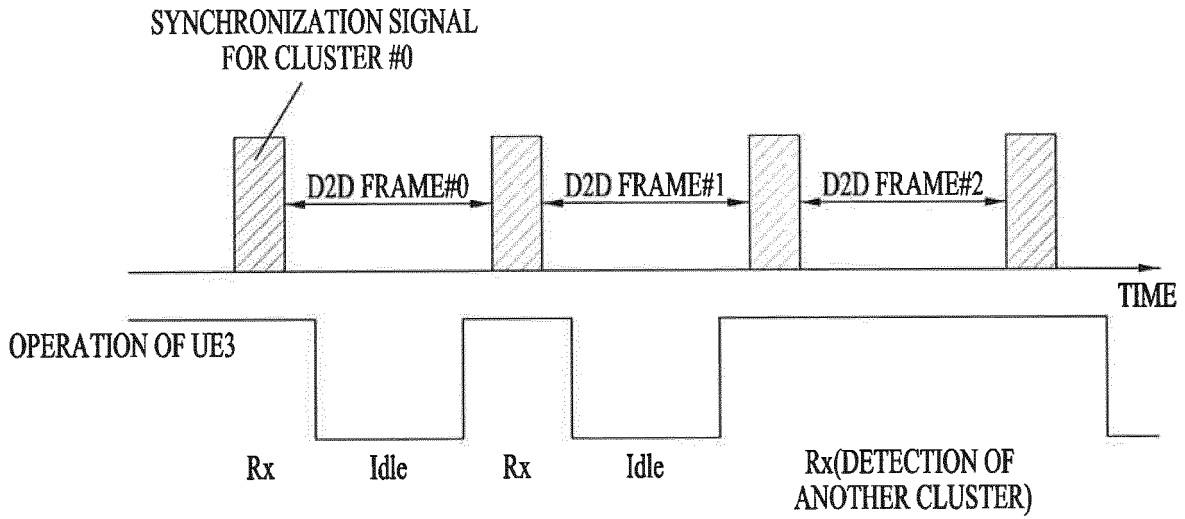 SYNCHRONIZATION SIGNAL
FOR CLUSTER #0
D2D FRAME#0
D2D FRAME#1
D2D FRAME#2
TIME
OPERATION OF UE3
Rx
Idle
Rx
Idle
Rx(DETECTION OF
ANOTHER CLUSTER)